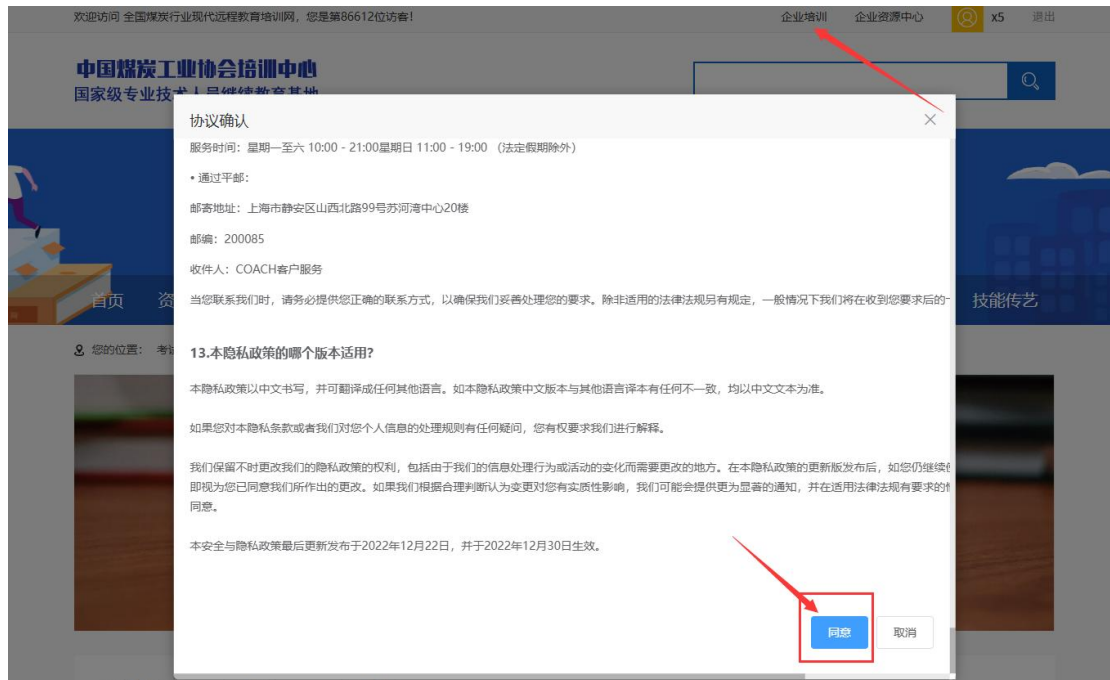 欢迎访问 全国煤炭行业现代远程教育培训网，您是第86612位访客！ 企业培训 企业资源中心 x5 退出
中国煤炭工业协会培训中心
国家级专业技术人员继续教育基地
协议确认
服务时间：星期一至六 10:00 - 21:00星期日 11:00 - 19:00 （法定假期除外）
• 通过平邮：
邮寄地址：上海市静安区山西北路99号苏河湾中心20楼
邮编：200085
收件人：COACH客户服务
首页 资 当您联系我们时，请务必提供您正确的联系方式，以确保我们妥善处理您的要求。除非适用的法律法规另有规定，一般情况下我们将在收到您要求后的 技能传艺
您的位置： 考
13.本隐私政策的哪个版本适用?
本隐私政策以中文书写，并可翻译成任何其他语言。如本隐私政策中文版本与其他语言译本有任何不一致，均以中文文本为准。
如果您对本隐私条款或者我们对您个人信息的处理规则有任何疑问，您有权要求我们进行解释。
我们保留不时更改我们的隐私政策的权利，包括由于我们的信息处理行为或活动的变化而需要更改的地方。在本隐私政策的更新版发布后，如您仍继续
即视为您已同意我们所作出的更改。如果我们根据合理判断认为变更对您有实质性影响，我们可能会提供更为显著的通知，并在适用法律法规有要求的
同意。
本安全与隐私政策最后更新发布于2022年12月22日，并于2022年12月30日生效。
同意 取消